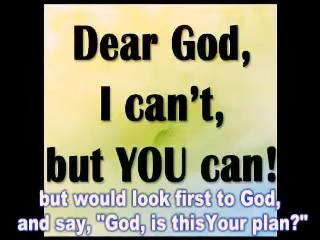 Dear God,
I can't,
but YOU can!
but would look first to God,
and say, "God, is thisYour plan?"